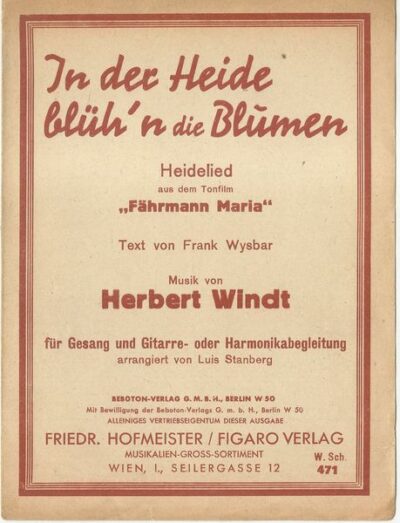 In der Heide
blüh'n die Blumen
Heidelied
aus dem Tonfilm
„Fährmann Maria“
Text von Frank Wysbar
Musik von
Herbert Windt
für Gesang und Gitarre- oder Harmonikabegleitung
arrangiert von Luis Stanberg
BEBOTON-VERLAG G. M. B. H., BERLIN W 50
Mit Bewilligung der Beboton-Verlags G. m. b. H., Berlin W 50
ALLEINIGES VERTRIEBSEIGENTUM DIESER AUSGABE
FRIEDR. HOFMEISTER / FIGARO VERLAG
MUSIKALIEN-GROSS-SORTIMENT
WIEN, I., SEILERGASSE 12
W. Sch.
471